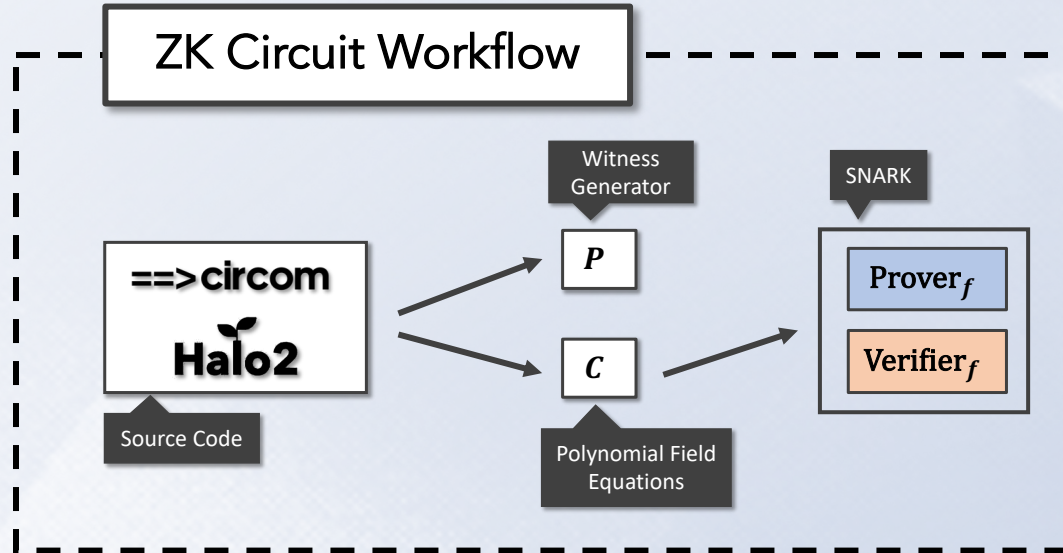 ZK Circuit Workflow
Witness
Generator
SNARK
P
==>circom
Halo2
Prover_f
C
Verifier_f
Source Code
Polynomial Field
Equations